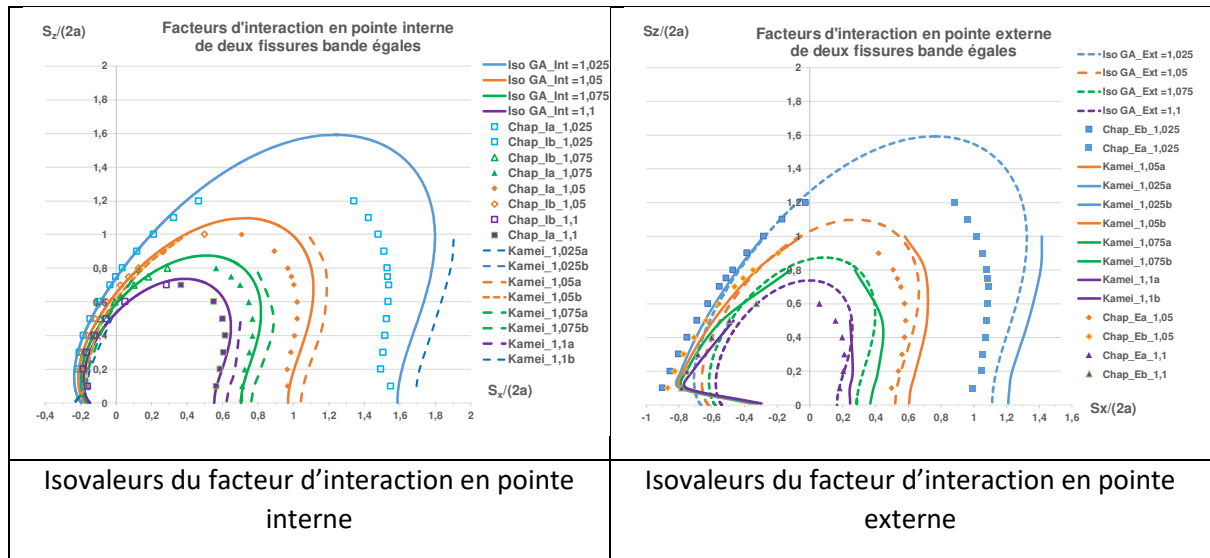 Sz/(2a)
Facteurs d'interaction en pointe interne
de deux fissures bande égales
2
1,8
1,6
1,4
1,2
1
0,8
0,6
0,4
0,2
0
-0,4
-0,2
0
0,2
0,4
0,6
0,8
1
1,2
1,4
1,6
1,8
2
Sx/(2a)
Iso GA_Int =1,025
Iso GA_Int =1,05
Iso GA_Int =1,075
Iso GA_Int =1,1
Chap_Ia_1,025
Chap_Ib_1,025
Chap_Ib_1,075
Chap_Ia_1,075
Chap_Ia_1,05
Chap_Ib_1,05
Chap_Ib_1,1
Chap_Ia_1,1
Kamei_1,025a
Kamei_1,025b
Kamei_1,05a
Kamei_1,05b
Kamei_1,075a
Kamei_1,075b
Kamei_1,1a
Kamei_1,1b
Sz/(2a)
Facteurs d'interaction en pointe externe
de deux fissures bande égales
2
1,8
1,6
1,4
1,2
1
0,8
0,6
0,4
0,2
0
-1
-0,8
-0,6
-0,4
-0,2
0
0,2
0,4
0,6
0,8
1
1,2
1,4
1,6
Sx/(2a)
Iso GA_Ext =1,025
Iso GA_Ext =1,05
Iso GA_Ext =1,075
Iso GA_Ext =1,1
Chap_Eb_1,025
Chap_Ea_1,025
Kamei_1,05a
Kamei_1,025a
Kamei_1,025b
Kamei_1,05b
Kamei_1,075a
Kamei_1,075b
Kamei_1,1a
Kamei_1,1b
Chap_Ea_1,05
Chap_Eb_1,05
Chap_Ea_1,1
Chap_Eb_1,1
Isovaleurs du facteur d'interaction en pointe
interne
Isovaleurs du facteur d'interaction en pointe
externe